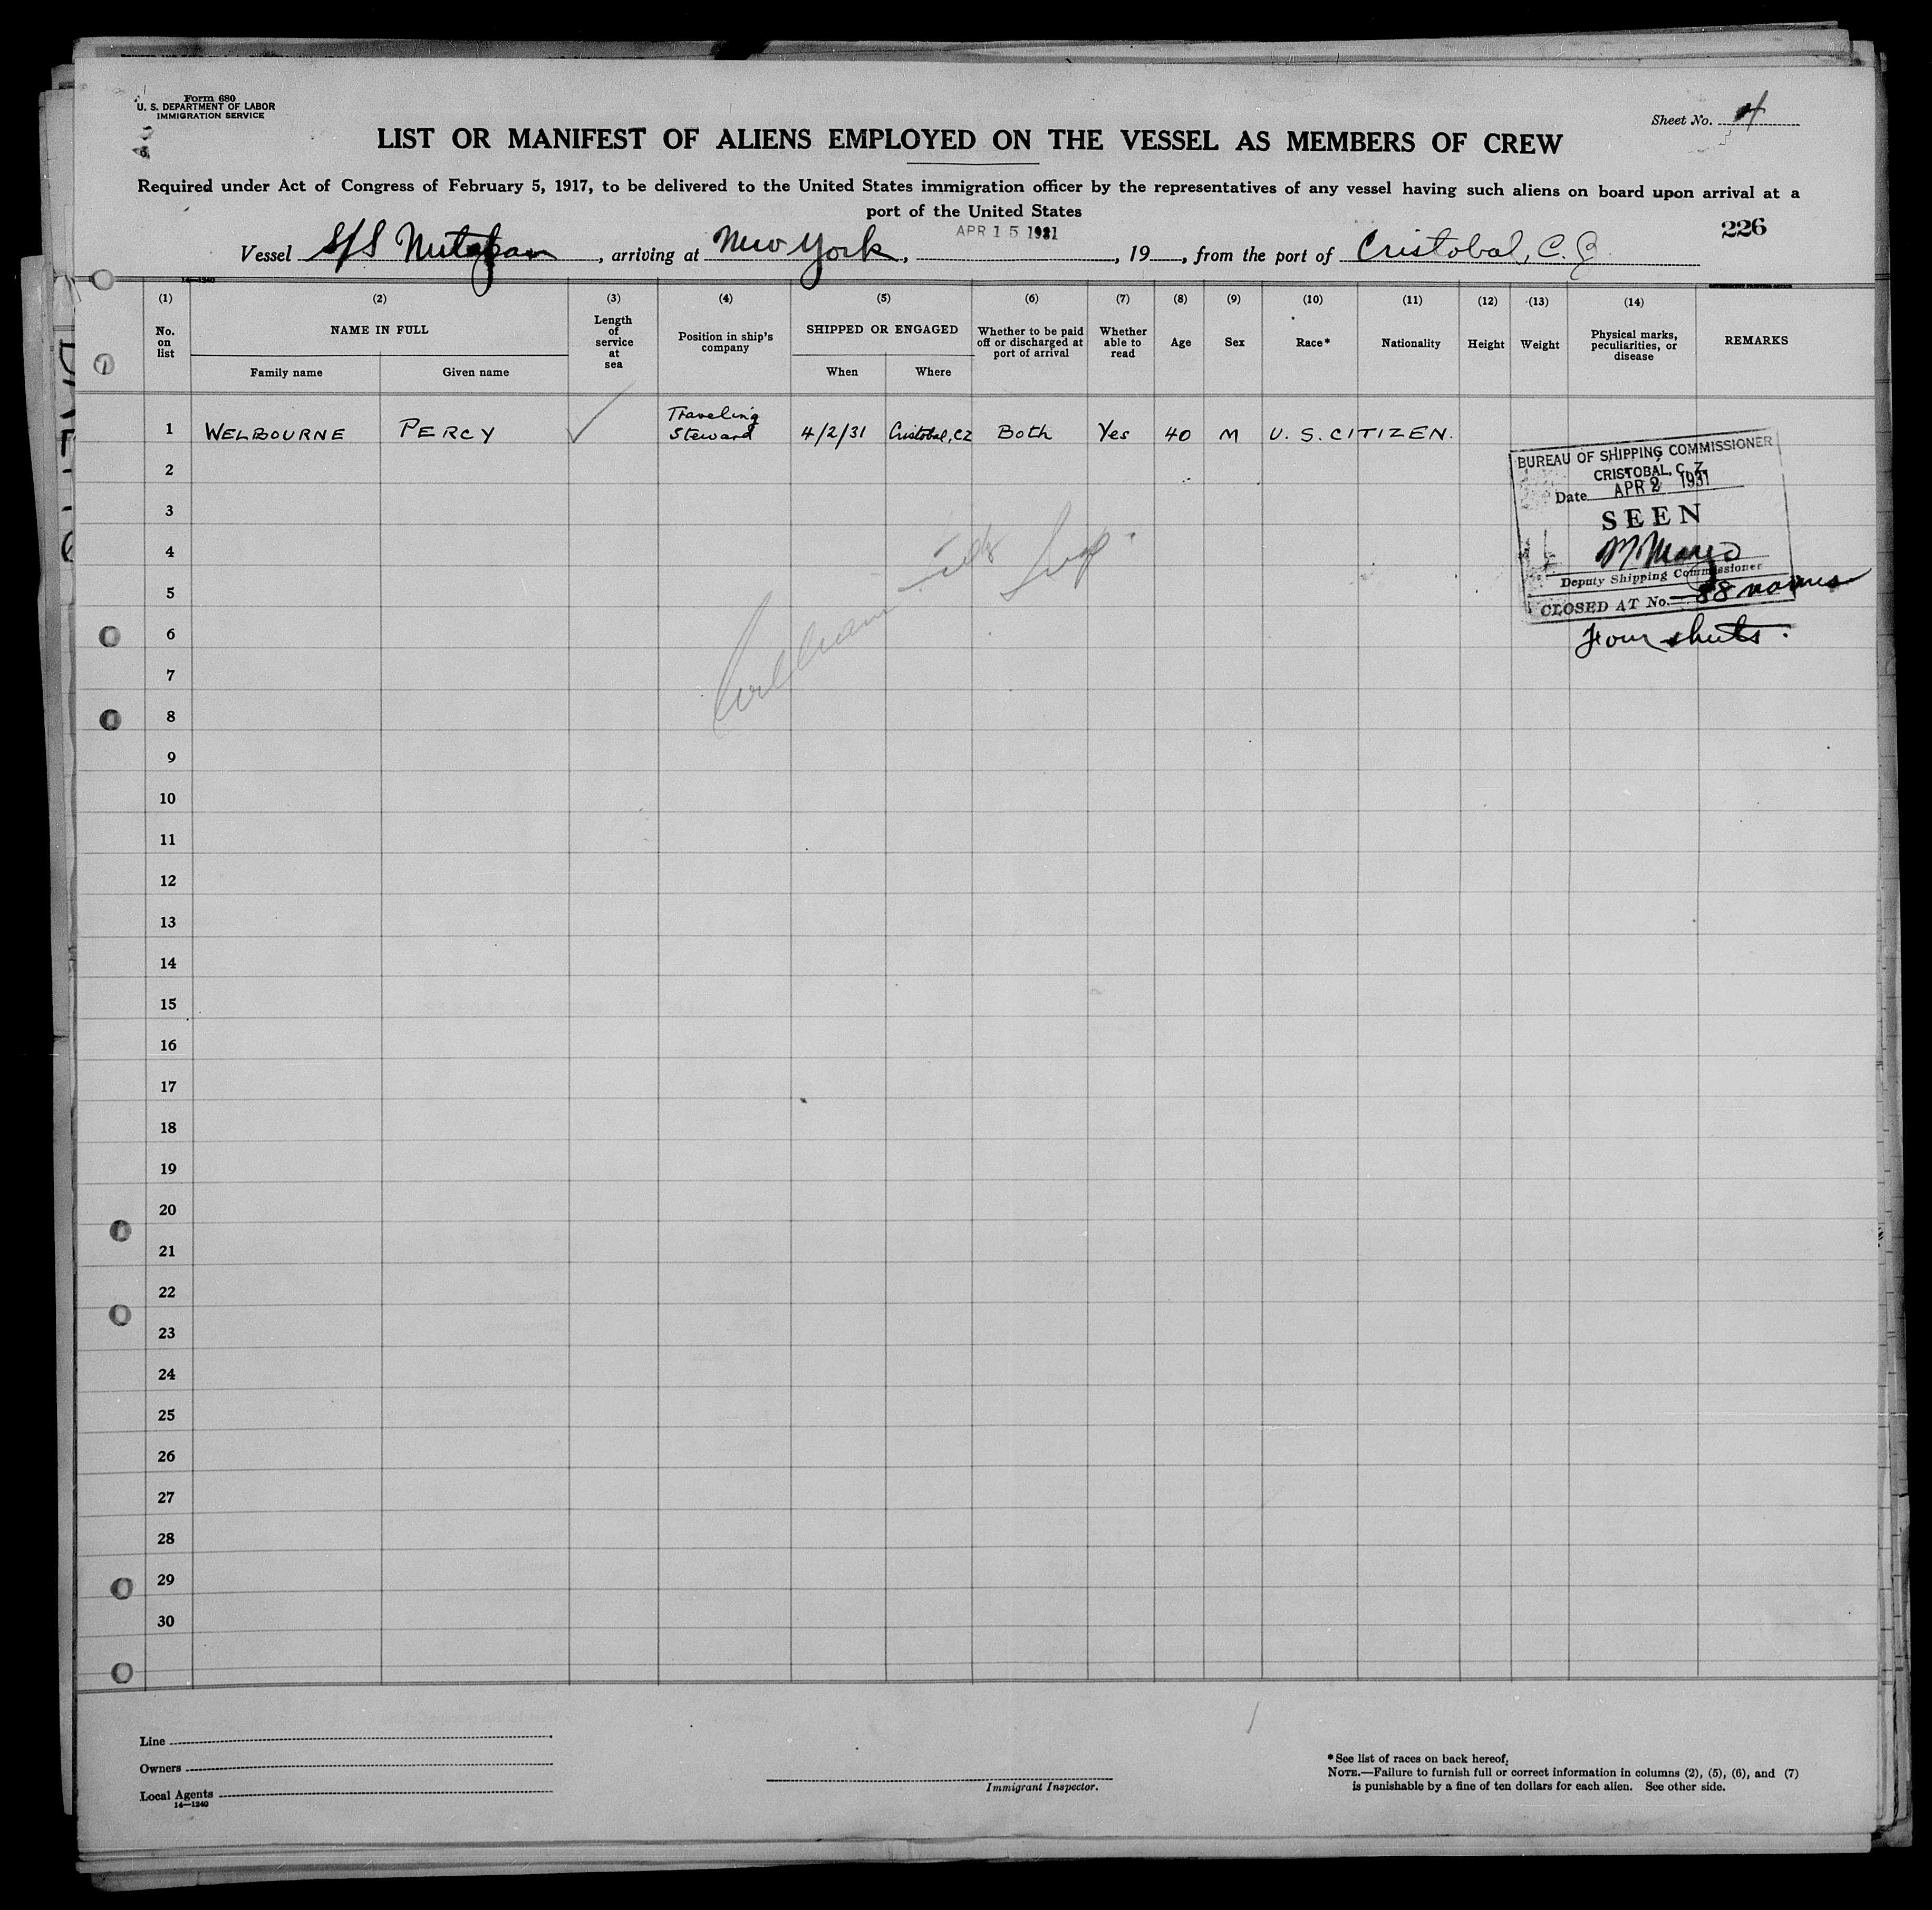 Form 680
U. S. DEPARTMENT OF LABOR
IMMIGRATION SERVICE
Sheet No. 4
LIST OR MANIFEST OF ALIENS EMPLOYED ON THE VESSEL AS MEMBERS OF CREW
Required under Act of Congress of February 5, 1917, to be delivered to the United States immigration officer by the representatives of any vessel having such aliens on board upon arrival at a
port of the United States
226
Vessel S/S , arriving at New York, APR 15 1931, 19 , from the port of Cristobal, C. Z.
14—1240
GOVERNMENT PRINTING OFFICE
(1) (2) (3) (4) (5) (6) (7) (8) (9) (10) (11) (12) (13) (14)
No. on list
NAME IN FULL
Family name
Given name
Length of service at sea
Position in ship's company
SHIPPED OR ENGAGED
When
Where
Whether to be paid off or discharged at port of arrival
Whether able to read
Age
Sex
Race*
Nationality
Height
Weight
Physical marks, peculiarities, or disease
REMARKS
1 WELBOURNE PERCY ✓ Traveling Steward 4/2/31 Cristobal, CZ Both Yes 40 M U. S. CITIZEN.
2
3
4
5
6
7
8
9
10
11
12
13
14
15
16
17
18
19
20
21
22
23
24
25
26
27
28
29
30
BUREAU OF SHIPPING COMMISSIONER
CRISTOBAL, C. Z.
Date APR 2 1931
SEEN
Deputy Shipping Commissioner
CLOSED AT No. 88 names
Four sheets.
Line
Owners
Local Agents
14—1240
Immigrant Inspector.
*See list of races on back hereof.
NOTE.—Failure to furnish full or correct information in columns (2), (5), (6), and (7)
is punishable by a fine of ten dollars for each alien. See other side.